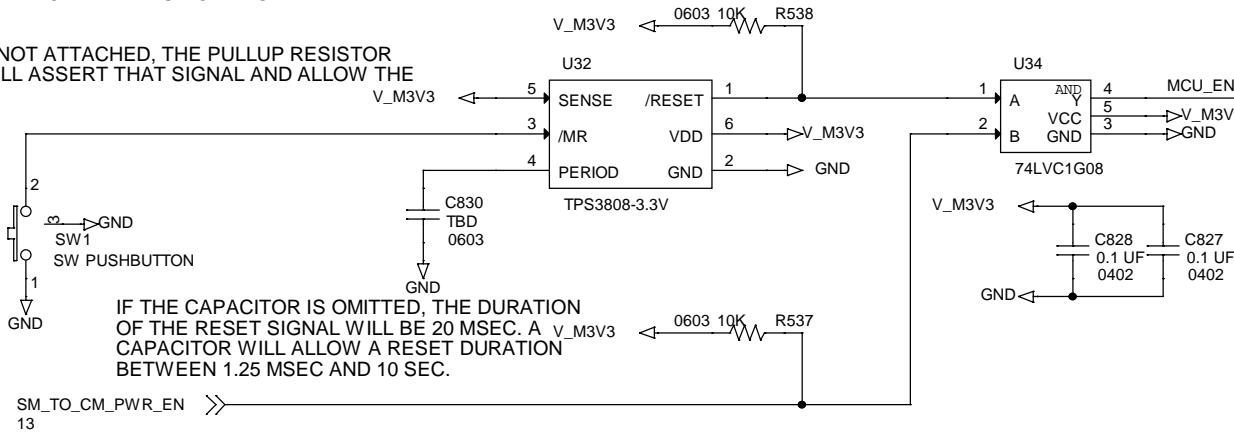 V_M3V3
0603 10K R538
NOT ATTACHED, THE PULLUP RESISTOR
LL ASSERT THAT SIGNAL AND ALLOW THE
V_M3V3
U32
5 SENSE /RESET 1
3 /MR VDD 6 V_M3V3
4 PERIOD GND 2 GND
TPS3808-3.3V
U34
1 A AND Y 4 MCU_EN
VCC 5 V_M3V
2 B GND 3 GND
74LVC1G08
2
3 GND
SW1
SW PUSHBUTTON
1
GND
C830
TBD
0603
GND
V_M3V3
C828
0.1 UF
0402
C827
0.1 UF
0402
GND
IF THE CAPACITOR IS OMITTED, THE DURATION
OF THE RESET SIGNAL WILL BE 20 MSEC. A
CAPACITOR WILL ALLOW A RESET DURATION
BETWEEN 1.25 MSEC AND 10 SEC.
V_M3V3
0603 10K R537
SM_TO_CM_PWR_EN
13